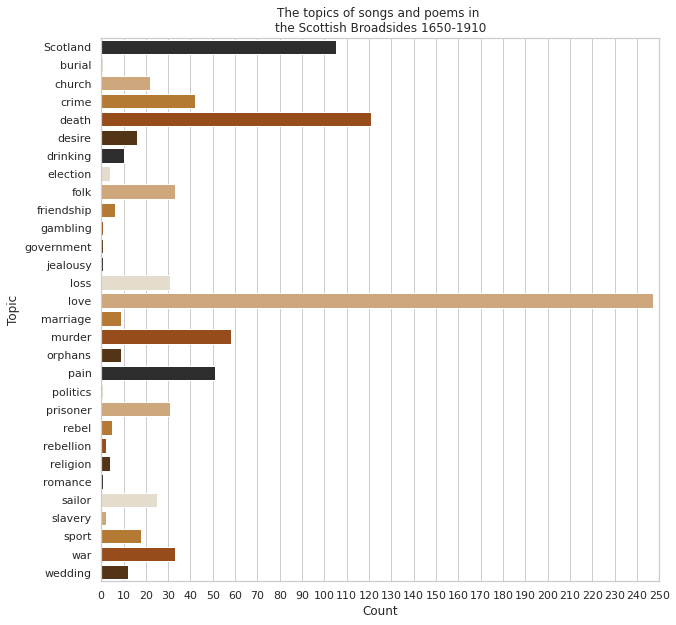 The topics of songs and poems in
the Scottish Broadsides 1650-1910
Topic
Scotland
burial
church
crime
death
desire
drinking
election
folk
friendship
gambling
government
jealousy
loss
love
marriage
murder
orphans
pain
politics
prisoner
rebel
rebellion
religion
romance
sailor
slavery
sport
war
wedding
0 10 20 30 40 50 60 70 80 90 100 110 120 130 140 150 160 170 180 190 200 210 220 230 240 250
Count